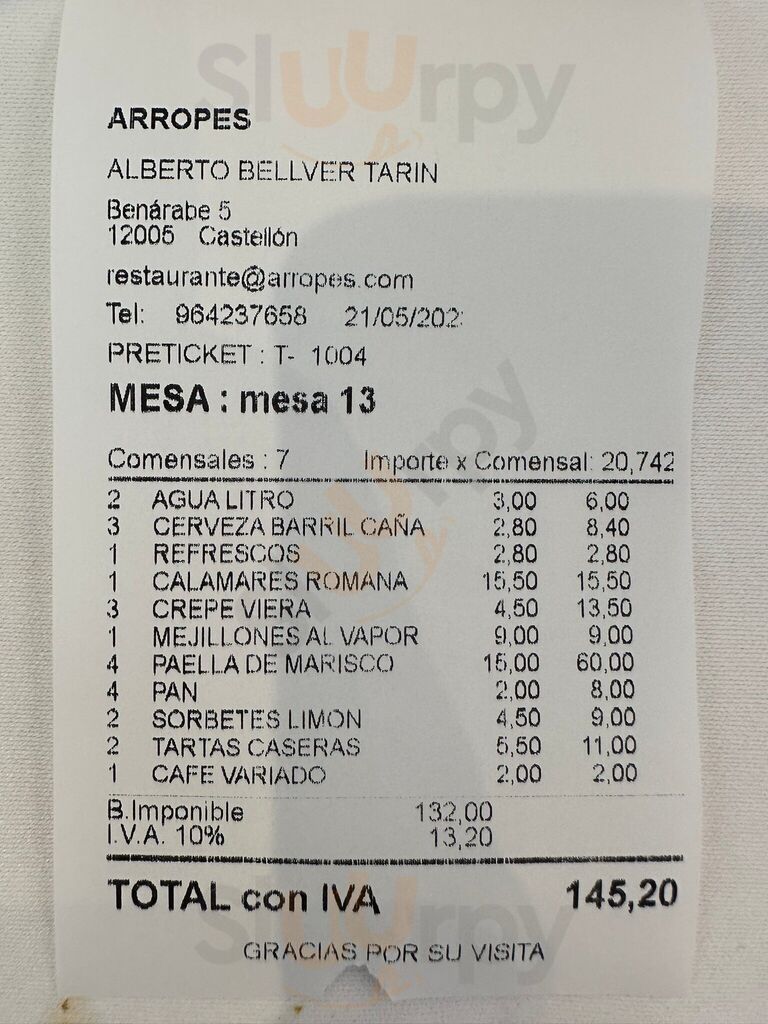 Sluurpy
ARROPES
ALBERTO BELLVER TARIN
Benárabe 5
12005 Castellón
restaurante@arropes.com
Tel: 964237658 21/05/202
PRETICKET : T- 1004
MESA : mesa 13
Comensales : 7 Importe x Comensal: 20,742
2 AGUA LITRO 3,00 6,00
3 CERVEZA BARRIL CAÑA 2,80 8,40
1 REFRESCOS 2,80 2,80
1 CALAMARES ROMANA 15,50 15,50
3 CREPE VIERA 4,50 13,50
1 MEJILLONES AL VAPOR 9,00 9,00
4 PAELLA DE MARISCO 15,00 60,00
4 PAN 2,00 8,00
2 SORBETES LIMON 4,50 9,00
2 TARTAS CASERAS 5,50 11,00
1 CAFE VARIADO 2,00 2,00
B.Imponible 132,00
I.V.A. 10% 13,20
TOTAL con IVA 145,20
GRACIAS POR SU VISITA
Sluurpy